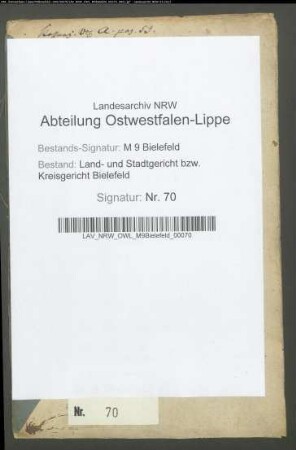 Landesarchiv NRW
Abteilung Ostwestfalen-Lippe
Bestands-Signatur: M 9 Bielefeld
Bestand: Land- und Stadtgericht bzw.
Kreisgericht Bielefeld
Signatur: Nr. 70
LAV_NRW_OWL_M9Bielefeld_00070
Nr. 70